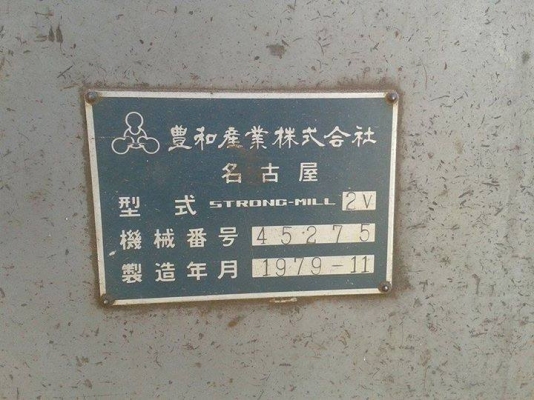 豊和産業株式会社
名古屋
型式 STRONG-MILL 2V
機械番号 45275
製造年月 1979-11